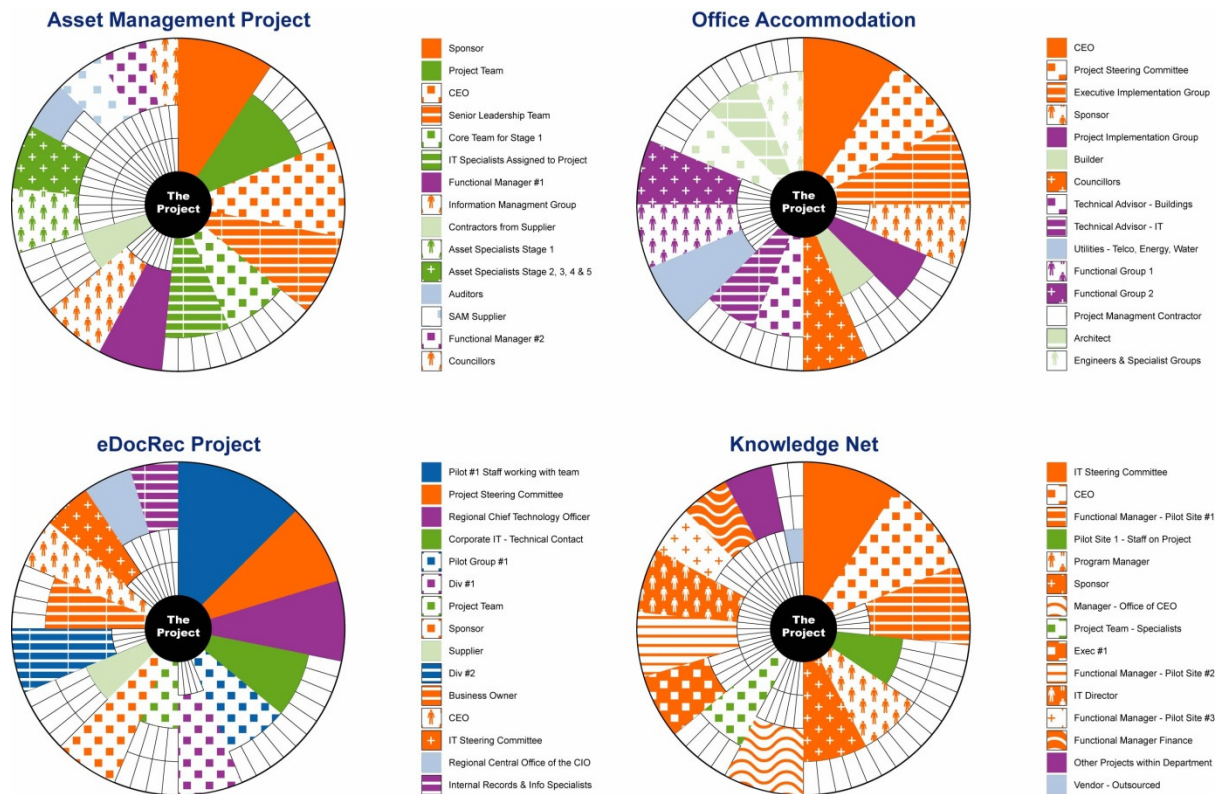 Asset Management Project
The
Project
Sponsor
Project Team
CEO
Senior Leadership Team
Core Team for Stage 1
IT Specialists Assigned to Project
Functional Manager #1
Information Managment Group
Contractors from Supplier
Asset Specialists Stage 1
Asset Specialists Stage 2, 3, 4 & 5
Auditors
SAM Supplier
Functional Manager #2
Councillors
Office Accommodation
The
Project
CEO
Project Steering Committee
Executive Implementation Group
Sponsor
Project Implementation Group
Builder
Councillors
Technical Advisor - Buildings
Technical Advisor - IT
Utilities - Telco, Energy, Water
Functional Group 1
Functional Group 2
Project Managment Contractor
Architect
Engineers & Specialist Groups
eDocRec Project
The
Project
Pilot #1 Staff working with team
Project Steering Committee
Regional Chief Technology Officer
Corporate IT - Technical Contact
Pilot Group #1
Div #1
Project Team
Sponsor
Supplier
Div #2
Business Owner
CEO
IT Steering Committee
Regional Central Office of the CIO
Internal Records & Info Specialists
Knowledge Net
The
Project
IT Steering Committee
CEO
Functional Manager - Pilot Site #1
Pilot Site 1 - Staff on Project
Program Manager
Sponsor
Manager - Office of CEO
Project Team - Specialists
Exec #1
Functional Manager - Pilot Site #2
IT Director
Functional Manager - Pilot Site #3
Functional Manager Finance
Other Projects within Department
Vendor - Outsourced